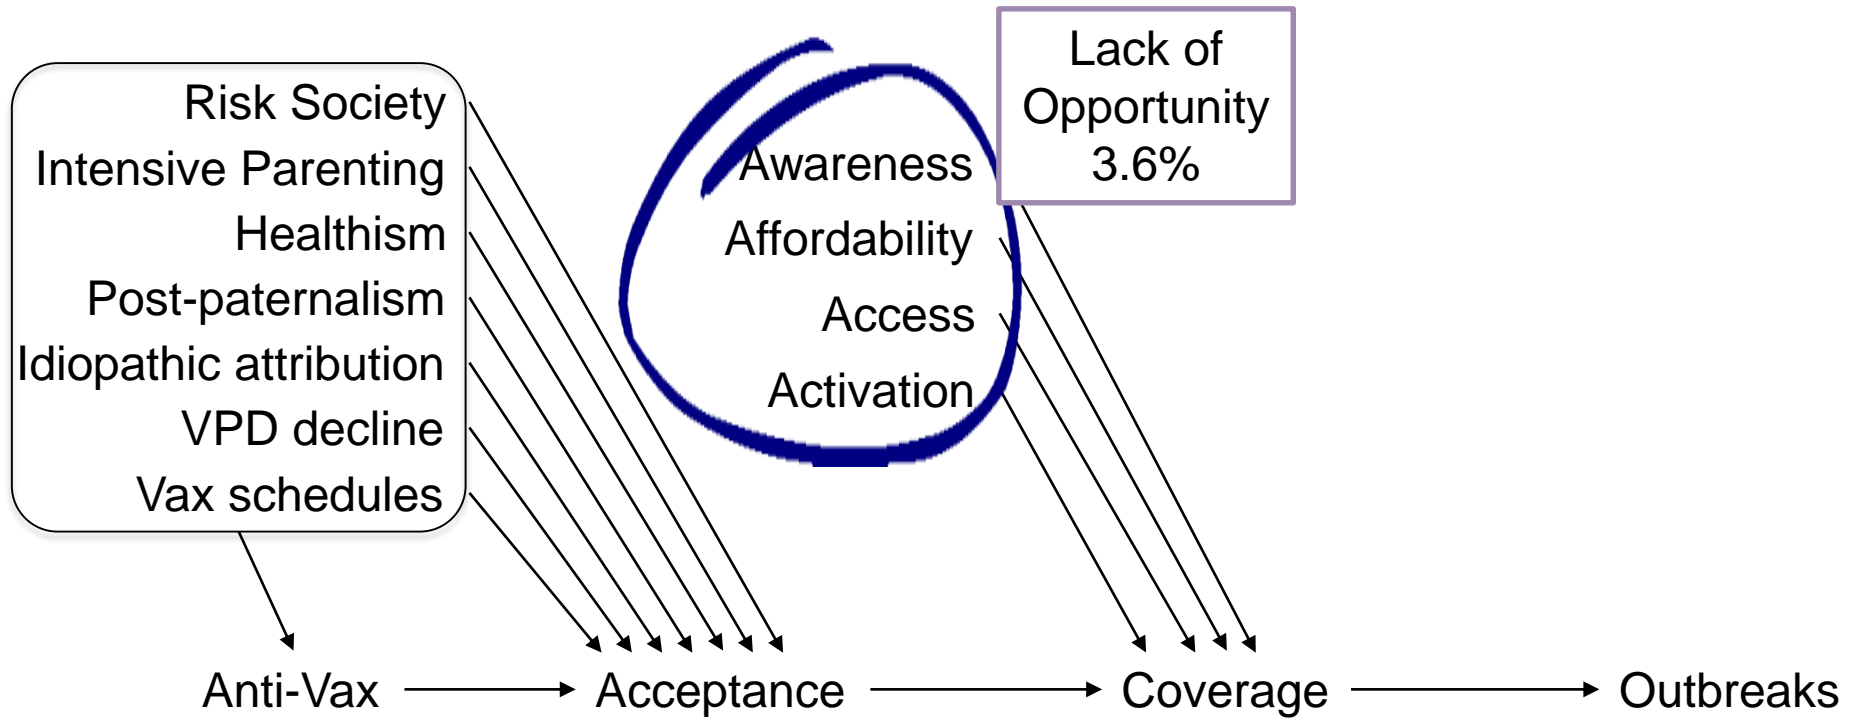 Risk Society
Intensive Parenting
Healthism
Post-paternalism
Idiopathic attribution
VPD decline
Vax schedules
Awareness
Affordability
Access
Activation
Lack of
Opportunity
3.6%
Anti-Vax
Acceptance
Coverage
Outbreaks